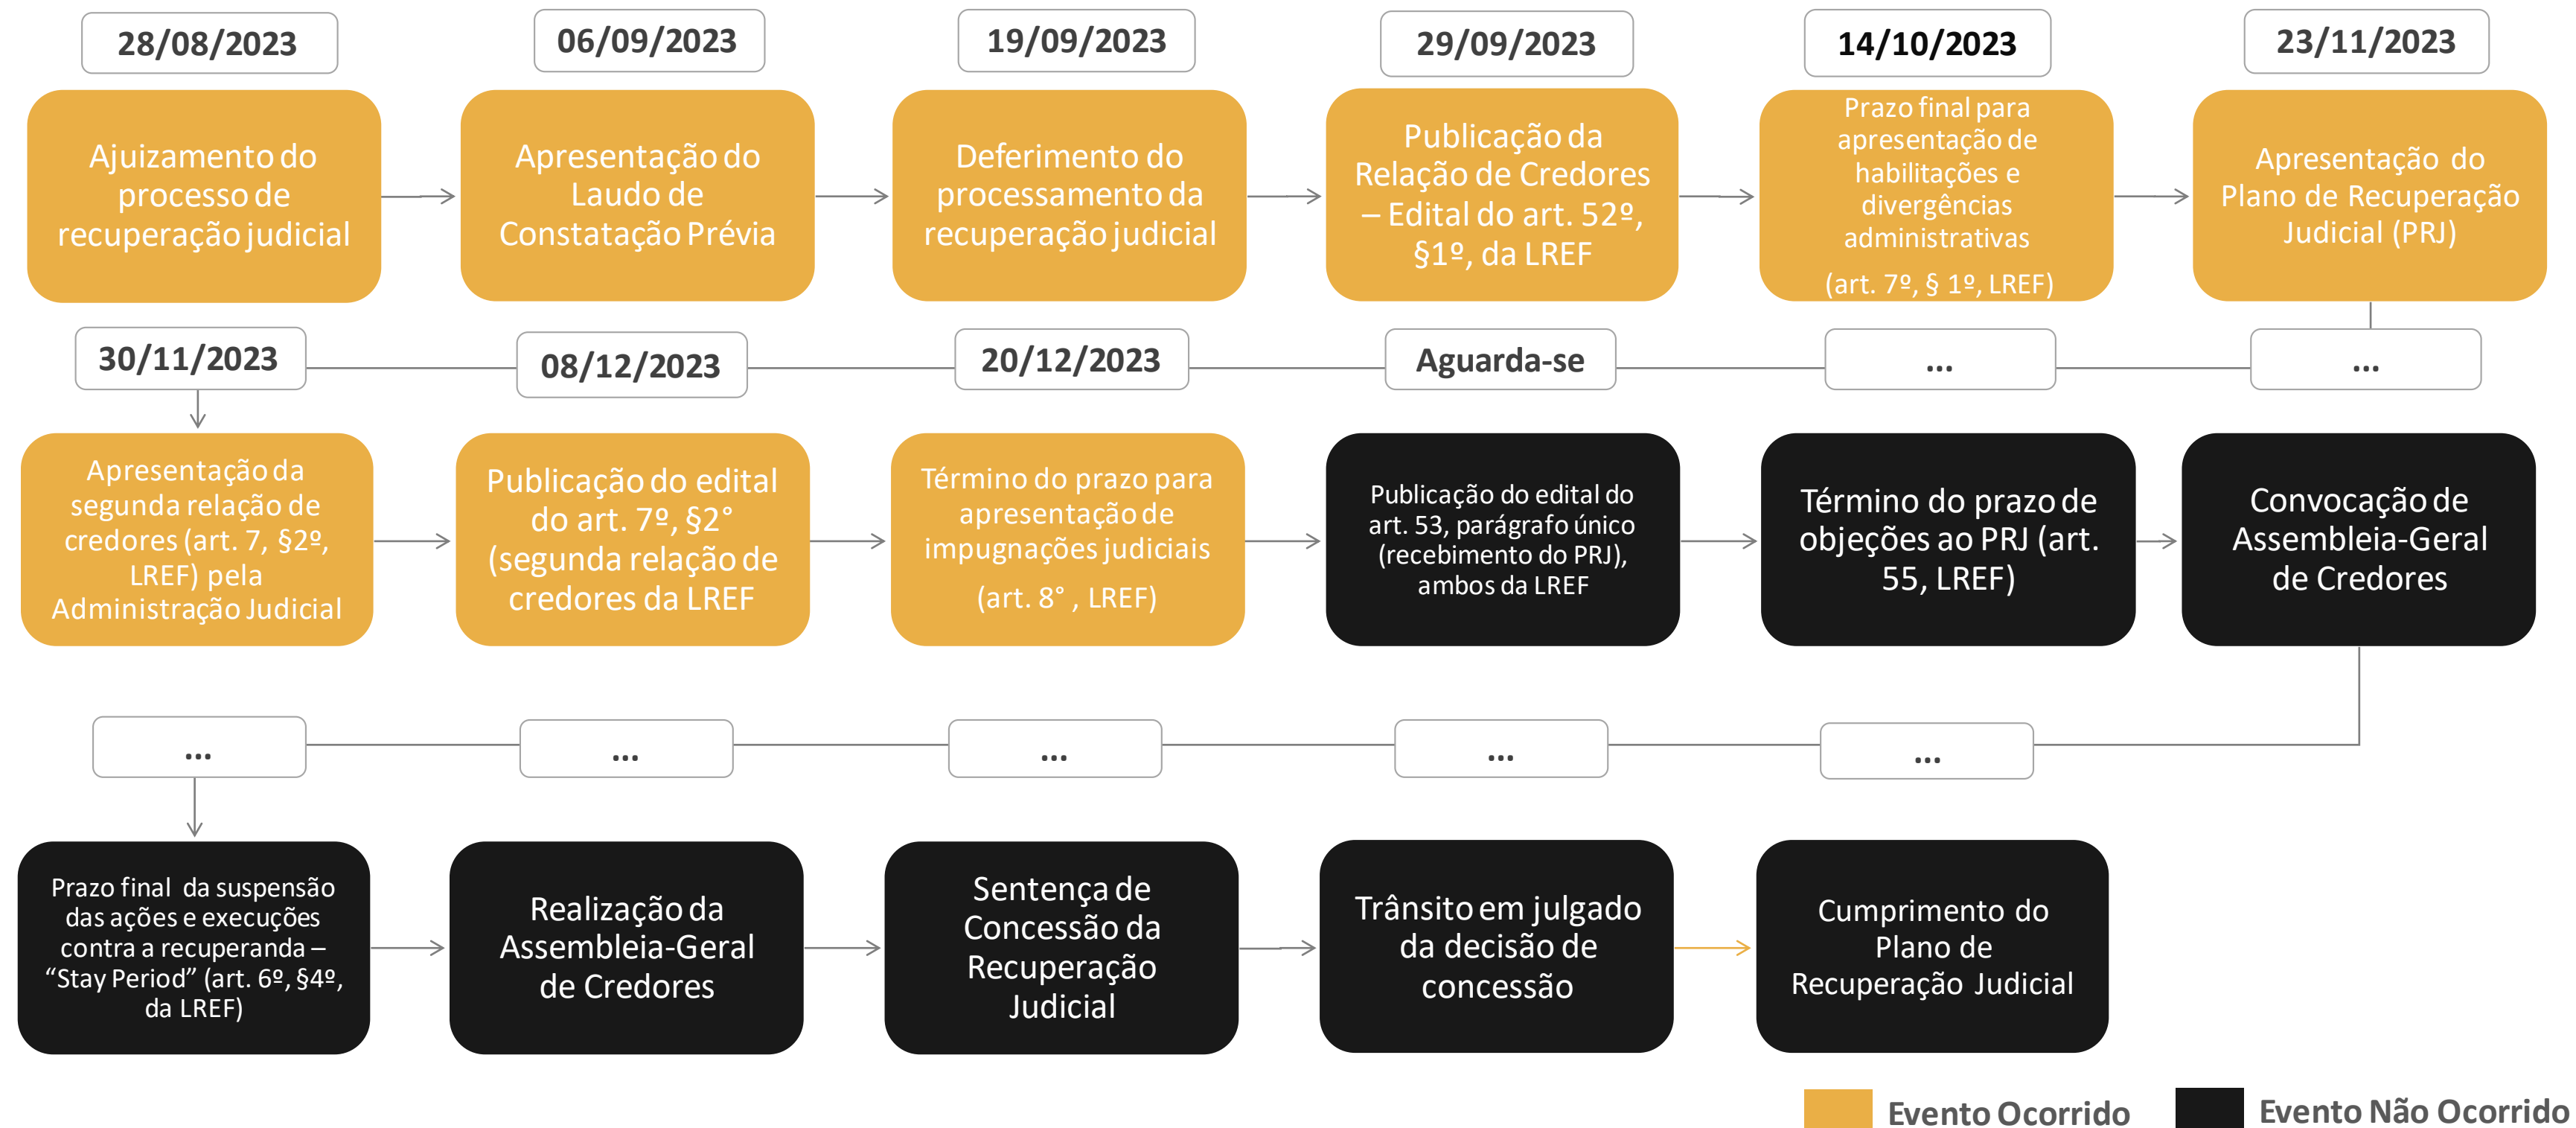 28/08/2023
06/09/2023
19/09/2023
29/09/2023
14/10/2023
23/11/2023
Ajuizamento do
processo de
recuperação judicial
Apresentação do
Laudo de
Constatação Prévia
Deferimento do
processamento da
recuperação judicial
Publicação da
Relação de Credores
– Edital do art. 52º,
§1º, da LREF
Prazo final para
apresentação de
habilitações e
divergências
administrativas
(art. 7º, § 1º, LREF)
Apresentação do
Plano de Recuperação
Judicial (PRJ)
30/11/2023
08/12/2023
20/12/2023
Aguarda-se
...
...
Apresentação da
segunda relação de
credores (art. 7, §2º,
LREF) pela
Administração Judicial
Publicação do edital
do art. 7º, §2°
(segunda relação de
credores da LREF
Término do prazo para
apresentação de
impugnações judiciais
(art. 8° , LREF)
Publicação do edital do
art. 53, parágrafo único
(recebimento do PRJ),
ambos da LREF
Término do prazo de
objeções ao PRJ (art.
55, LREF)
Convocação de
Assembleia-Geral
de Credores
...
...
...
...
...
Prazo final da suspensão
das ações e execuções
contra a recuperanda –
“Stay Period” (art. 6º, §4º,
da LREF)
Realização da
Assembleia-Geral
de Credores
Sentença de
Concessão da
Recuperação
Judicial
Trânsito em julgado
da decisão de
concessão
Cumprimento do
Plano de
Recuperação Judicial
Evento Ocorrido
Evento Não Ocorrido